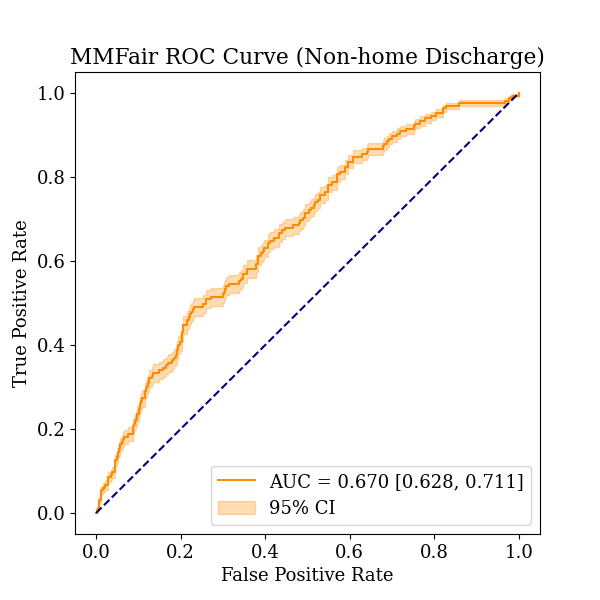 MMFair ROC Curve (Non-home Discharge)
True Positive Rate
1.0
0.8
0.6
0.4
0.2
0.0
AUC = 0.670 [0.628, 0.711]
95% CI
0.0 0.2 0.4 0.6 0.8 1.0
False Positive Rate